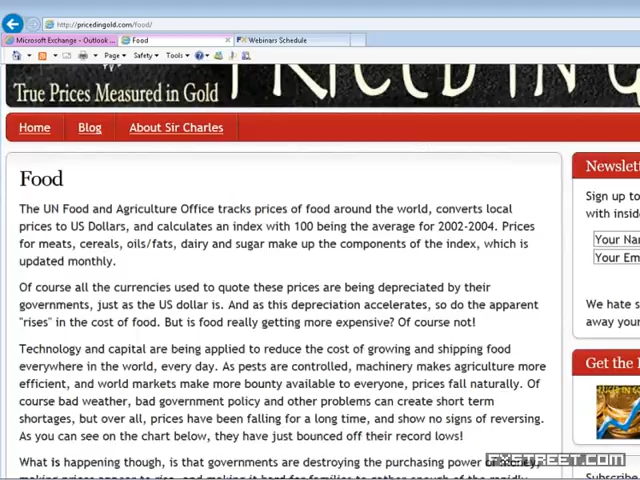 http://pricedingold.com/food/
Microsoft Exchange - Outlook ...
Food
Webinars Schedule
Page
Safety
Tools
True Prices Measured in Gold
PRICED IN G
Home
Blog
About Sir Charles
Food
The UN Food and Agriculture Office tracks prices of food around the world, converts local
prices to US Dollars, and calculates an index with 100 being the average for 2002-2004. Prices
for meats, cereals, oils/fats, dairy and sugar make up the components of the index, which is
updated monthly.
Of course all the currencies used to quote these prices are being depreciated by their
governments, just as the US dollar is. And as this depreciation accelerates, so do the apparent
"rises" in the cost of food. But is food really getting more expensive? Of course not!
Technology and capital are being applied to reduce the cost of growing and shipping food
everywhere in the world, every day. As pests are controlled, machinery makes agriculture more
efficient, and world markets make more bounty available to everyone, prices fall naturally. Of
course bad weather, bad government policy and other problems can create short term
shortages, but over all, prices have been falling for a long time, and show no signs of reversing.
As you can see on the chart below, they have just bounced off their record lows!
What is happening though, is that governments are destroying the purchasing power of money,
Newslett
Sign up to
with insid
Your Na
Your Em
We hate s
away your
Get the
Subscribe
FXSTREET.COM